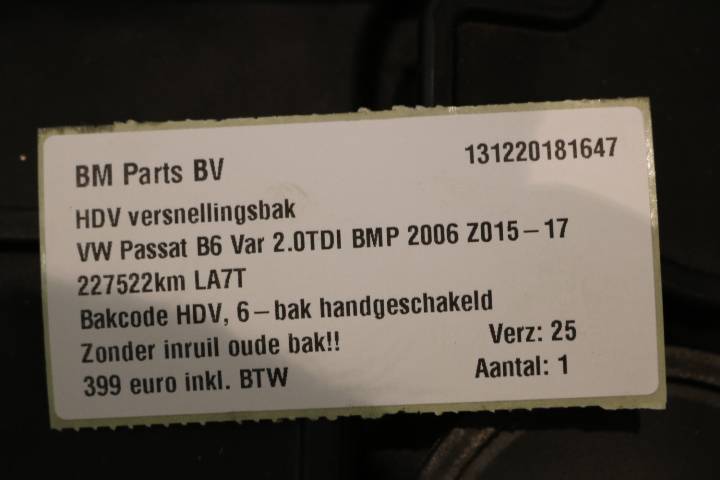 BM Parts BV 131220181647
HDV versnellingsbak
VW Passat B6 Var 2.0TDI BMP 2006 Z015-17
227522km LA7T
Bakcode HDV, 6-bak handgeschakeld
Zonder inruil oude bak!! Verz: 25
399 euro inkl. BTW Aantal: 1